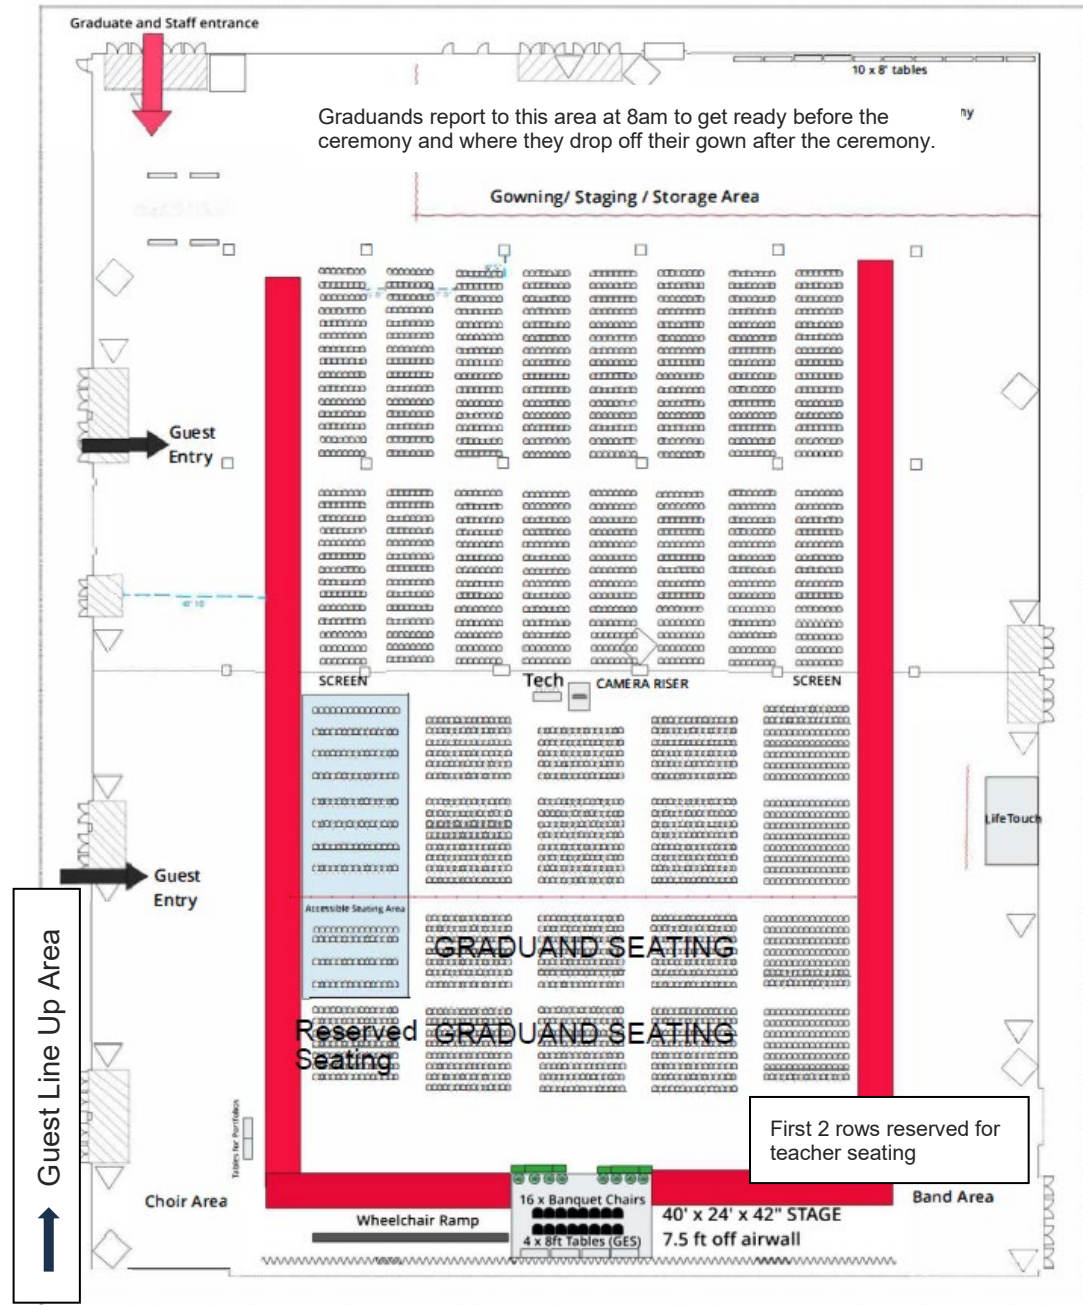 Graduate and Staff entrance
10 x 8' tables
Graduands report to this area at 8am to get ready before the
ceremony and where they drop off their gown after the ceremony.
ny
Gowning/ Staging / Storage Area
Guest
Entry
SCREEN
Tech
CAMERA RISER
SCREEN
LifeTouch
Guest
Entry
Accessible Seating Area
GRADUAND SEATING
Reserved
Seating
GRADUAND SEATING
Guest Line Up Area
Tables for Portfolios
First 2 rows reserved for
teacher seating
Choir Area
Band Area
Wheelchair Ramp
16 x Banquet Chairs
4 x 8ft Tables (GES)
40' x 24' x 42" STAGE
7.5 ft off airwall